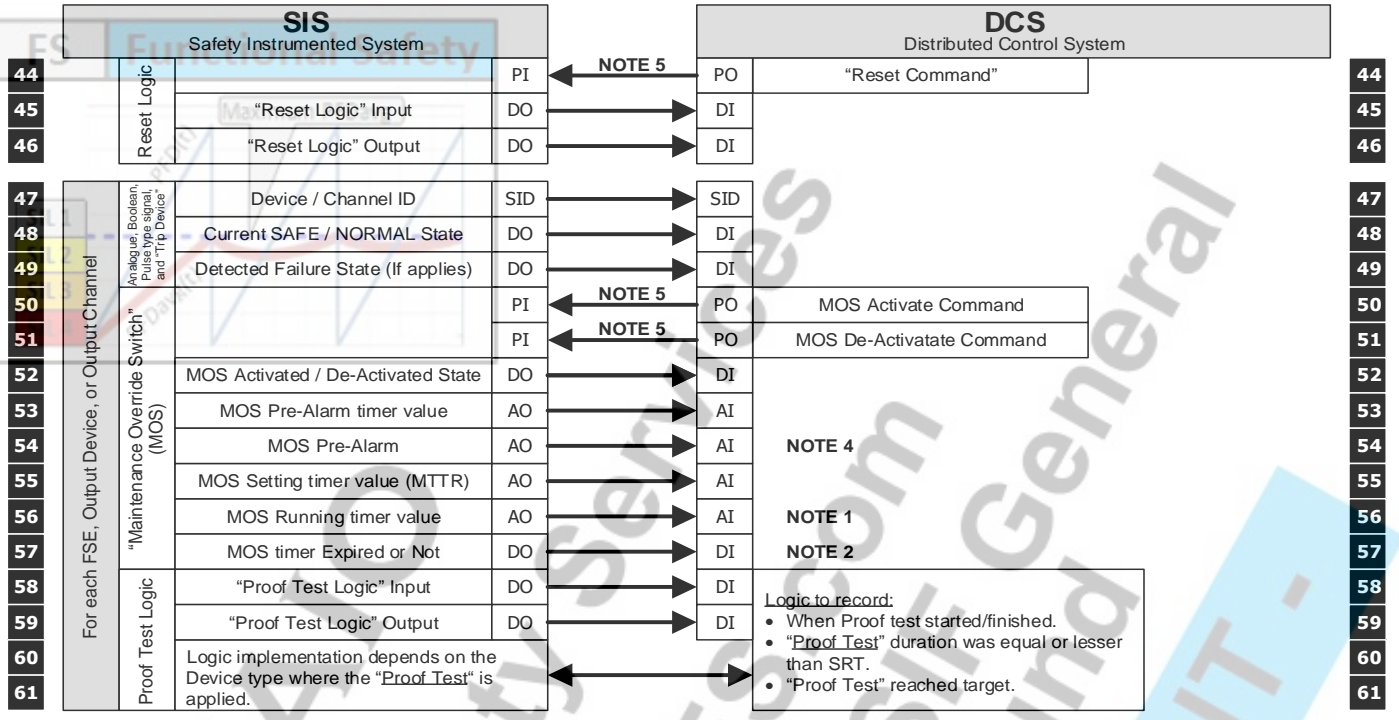 SIS
Safety Instrumented System
DCS
Distributed Control System
FS Functional Safety
Reset Logic
44 PI NOTE 5 PO "Reset Command" 44
45 "Reset Logic" Input DO DI 45
46 "Reset Logic" Output DO DI 46
For each FSE, Output Device, or Output Channel
Analogue, Boolean,
Pulse type signal,
and "Trip Device"
47 Device / Channel ID SID SID 47
48 Current SAFE / NORMAL State DO DI 48
49 Detected Failure State (If applies) DO DI 49
"Maintenance Override Switch"
(MOS)
50 PI NOTE 5 PO MOS Activate Command 50
51 PI NOTE 5 PO MOS De-Activatate Command 51
52 MOS Activated / De-Activated State DO DI 52
53 MOS Pre-Alarm timer value AO AI 53
54 MOS Pre-Alarm AO AI NOTE 4 54
55 MOS Setting timer value (MTTR) AO AI 55
56 MOS Running timer value AO AI NOTE 1 56
57 MOS timer Expired or Not DO DI NOTE 2 57
Proof Test Logic
58 "Proof Test Logic" Input DO DI 58
59 "Proof Test Logic" Output DO DI 59
60 60
61 61
Logic implementation depends on the
Device type where the "Proof Test" is
applied.
Logic to record:
• When Proof test started/finished.
• "Proof Test" duration was equal or lesser
than SRT.
• "Proof Test" reached target.
PFD(t)
SIL 1
SIL 2
SIL 3
Services
.com
General